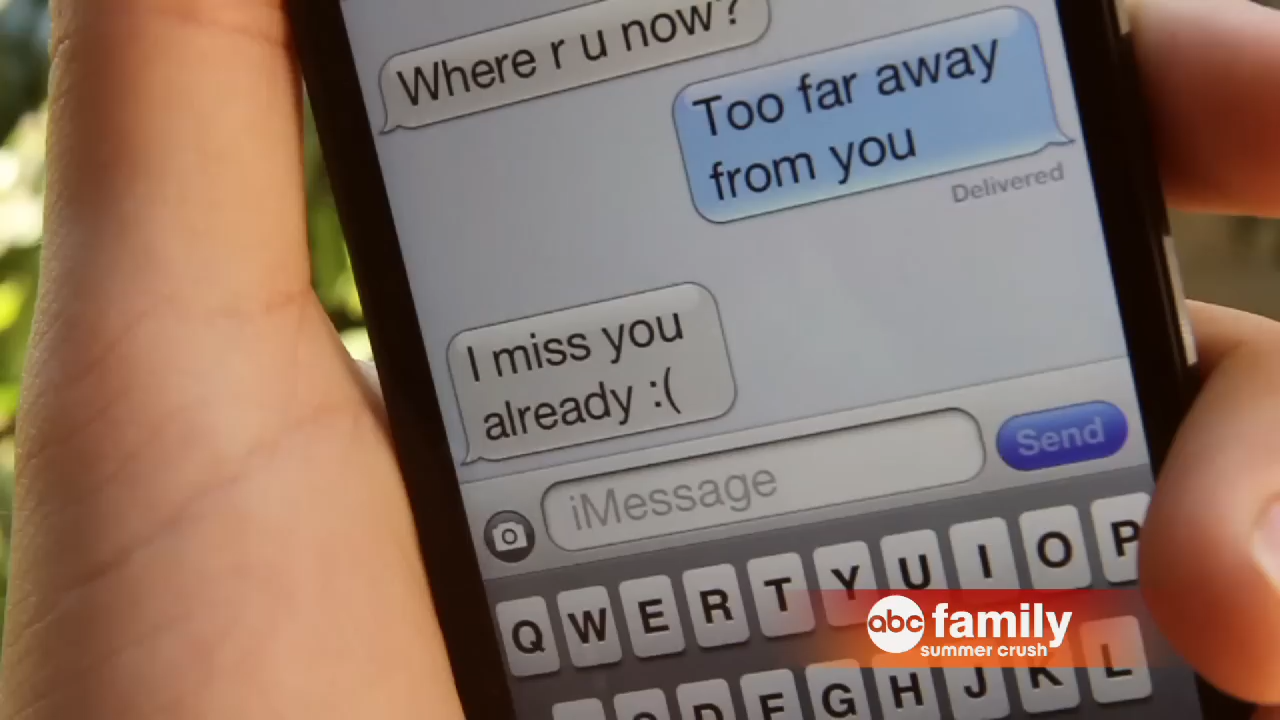 Where r u now?
Too far away
from you
Delivered
I miss you
already :(
iMessage
Send
Q W E R T Y U I O P
D F G H J K L
abc family
summer crush